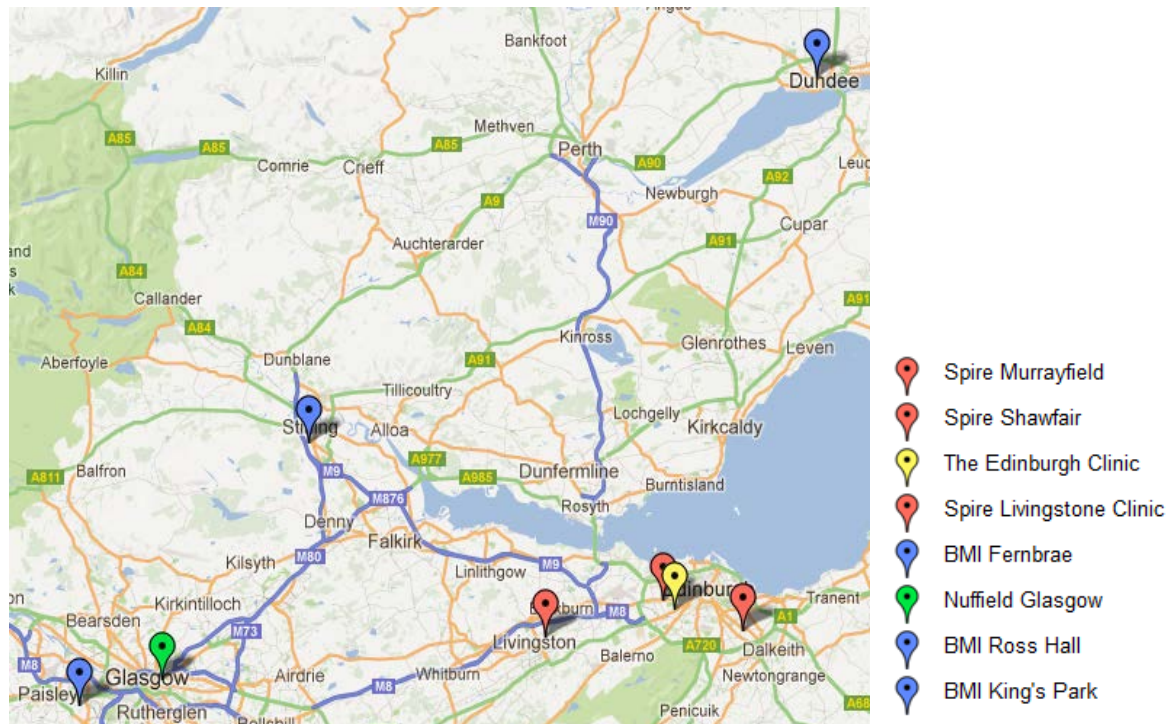 Angus
Bankfoot
Killin
Dundee
A85
Methven
A85
A85
Perth
Comrie
Crieff
A90
Leuc
A92
A9
Newburgh
M90
Cupar
Auchterarder
A91
and
s
k
A84
Callander
A91
A84
Kinross
Glenrothes
Leven
Dunblane
A91
Aberfoyle
Tillicoultry
Lochgelly
Kirkcaldy
Stirling
Alloa
A977
Balfron
A811
M9
A985
Dunfermline
Burntisland
M876
Rosyth
Denny
Falkirk
M80
Kilsyth
M9
Linlithgow
Edinburgh
on
Kirkintilloch
M8
A1
Tranent
Bearsden
M73
Livingston
A720
Dalkeith
Balerno
M8
Glasgow
Airdrie
Whitburn
Newtongrange
Paisley
M8
A68
Rutherglen
Bellshill
Penicuik
Spire Murrayfield
Spire Shawfair
The Edinburgh Clinic
Spire Livingstone Clinic
BMI Fernbrae
Nuffield Glasgow
BMI Ross Hall
BMI King's Park